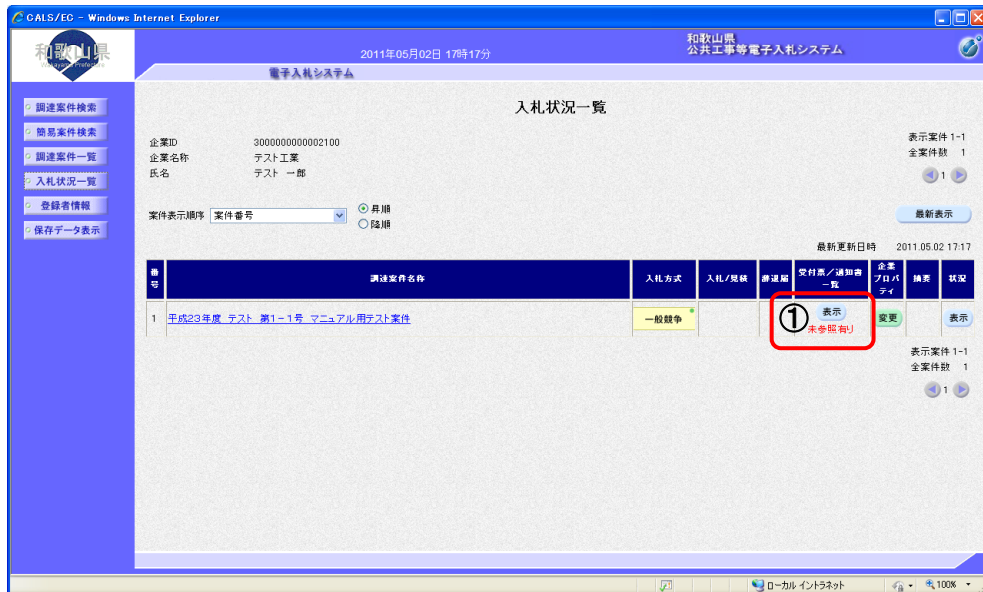 CALS/EC - Windows Internet Explorer
和歌山県
Wakayama Prefecture
2011年05月02日 17時17分
和歌山県
公共工事等電子入札システム
電子入札システム
調達案件検索
簡易案件検索
調達案件一覧
入札状況一覧
登録者情報
保存データ表示
入札状況一覧
企業ID 3000000000002100
企業名称 テスト工業
氏名 テスト 一郎
表示案件 1-1
全案件数 1
1
案件表示順序 案件番号
昇順
降順
最新表示
最新更新日時 2011.05.02 17:17
番号 調達案件名称 入札方式 入札/見積 辞退届 受付票/通知書一覧 企業プロパティ 摘要 状況
1 平成23年度 テスト 第1-1号 マニュアル用テスト案件 一般競争 ① 表示 未参照有り 変更 表示
表示案件 1-1
全案件数 1
1
ローカル イントラネット 100%